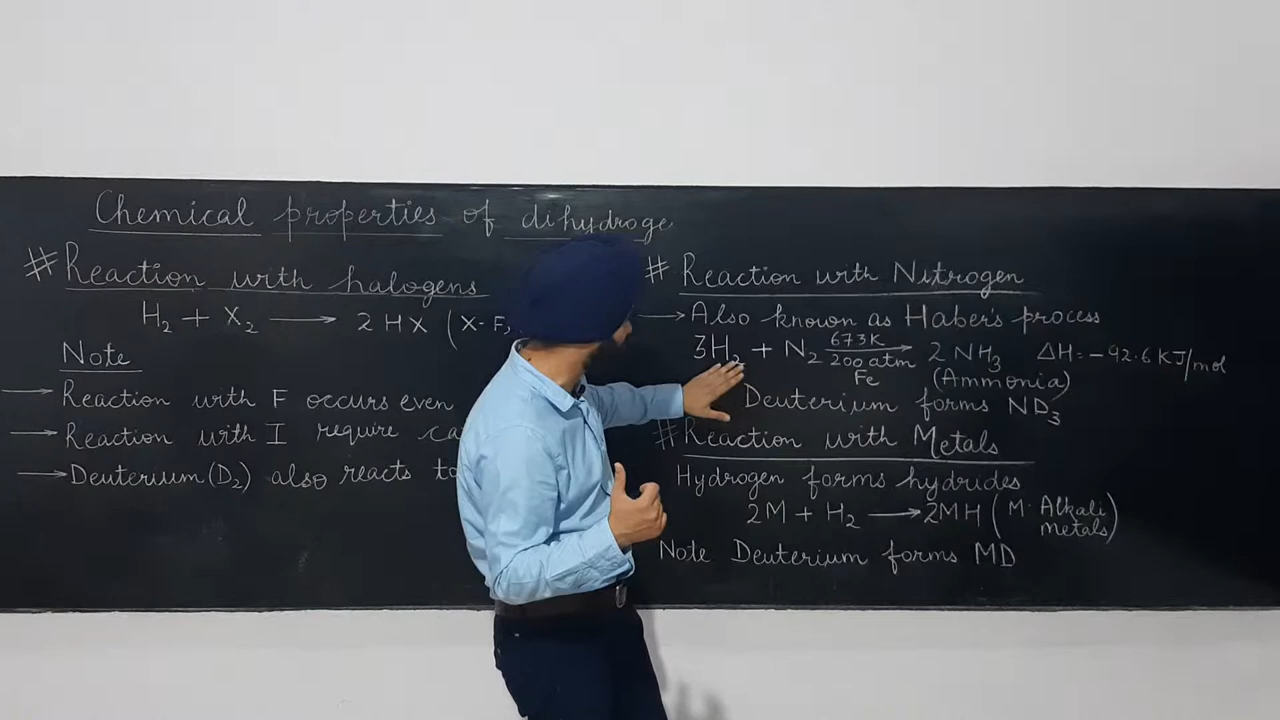 Chemical properties of dihydroge
# Reaction with halogens
H₂ + X₂ ⟶ 2HX (X- F,
Note
→ Reaction with F occurs even
→ Reaction with I require
→ Deuterium(D₂) also reacts
# Reaction with Nitrogen
→ Also known as Haber's process
673K
3H₂ + N₂ ⟶ 2NH₃ ΔH = -92.6 KJ/mol
200 atm
Fe (Ammonia)
Deuterium forms ND₃
# Reaction with Metals
Hydrogen forms hydrides
2M + H₂ ⟶ 2MH (M- Alkali
metals)
Note Deuterium forms MD